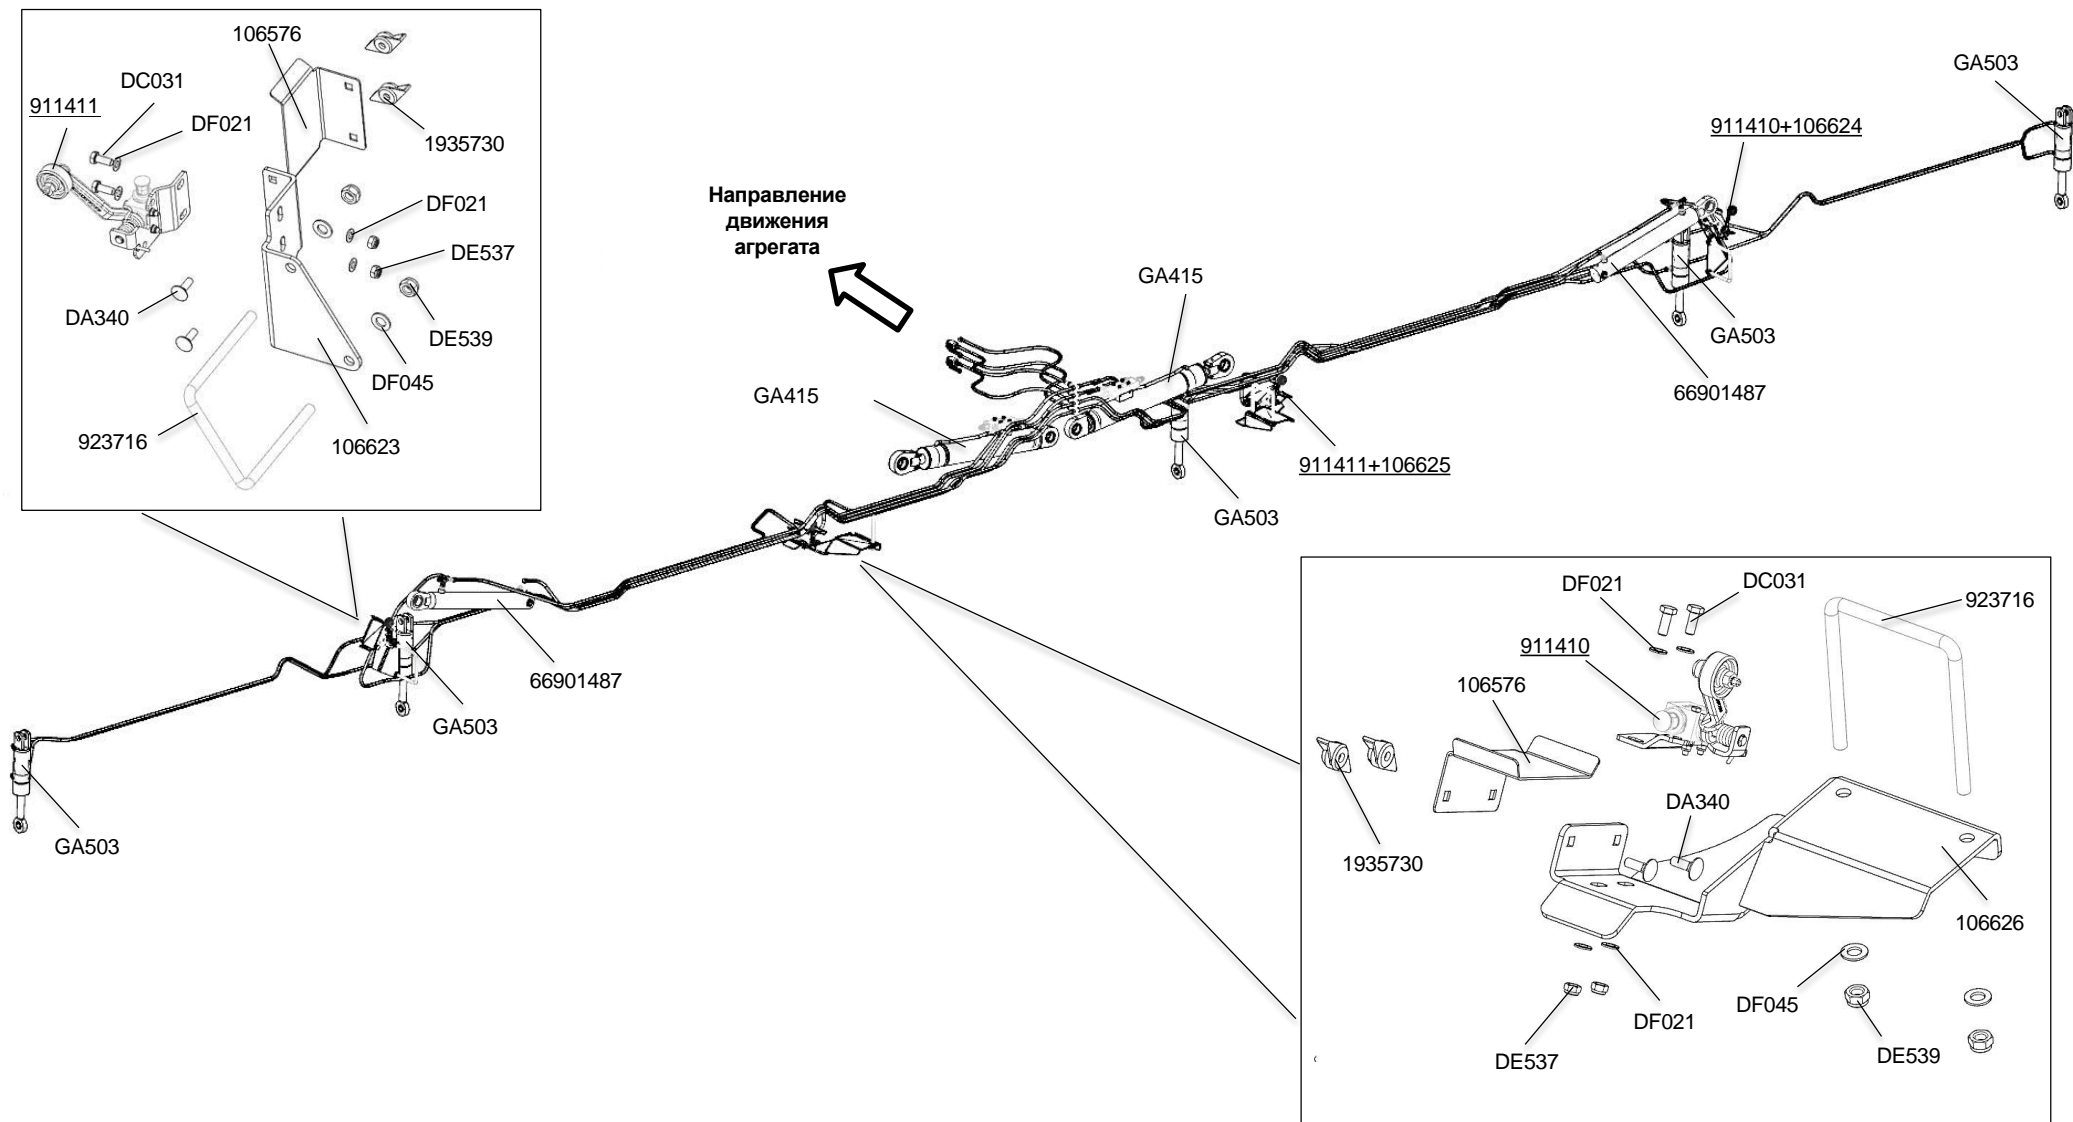 106576
DC031
911411
DF021
1935730
DF021
DE537
DA340
DE539
DF045
923716
106623
Направление
движения
агрегата
GA415
GA415
GA503
911410+106624
GA503
66901487
911411+106625
GA503
66901487
GA503
GA503
DF021
DC031
923716
911410
106576
DA340
1935730
106626
DF045
DF021
DE539
DE537